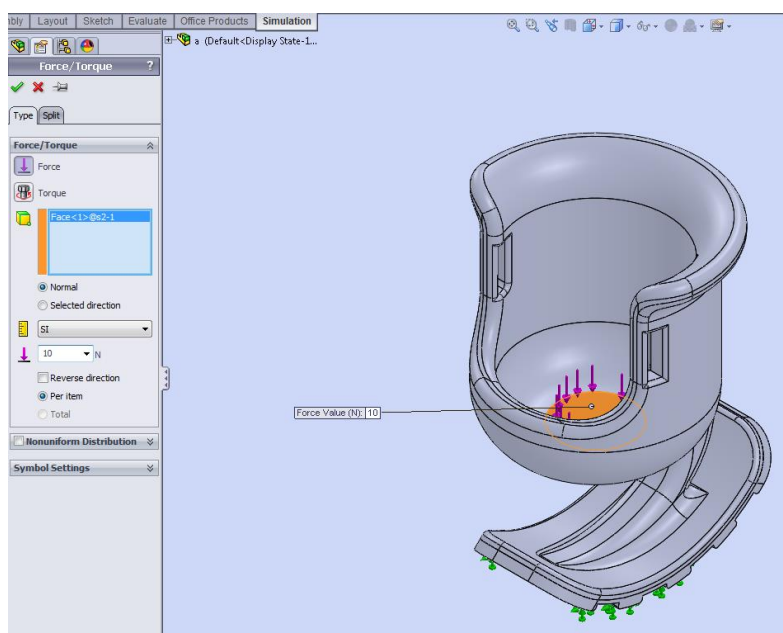 bly Layout Sketch Evaluate Office Products Simulation
a (Default<Display State-1...
Force/Torque ?
Type Split
Force/Torque
Force
Torque
Face<1>@s2-1
Normal
Selected direction
SI
10 N
Reverse direction
Per item
Total
Force Value (N): 10
Nonuniform Distribution
Symbol Settings